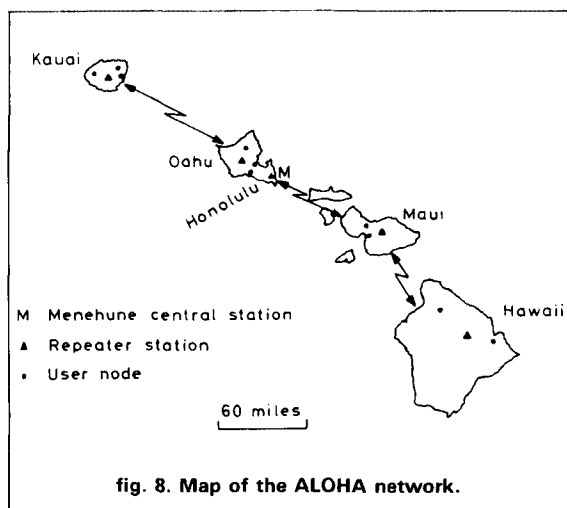 Kauai
Oahu
M
Honolulu
Maui
Hawaii
M Menehune central station
▲ Repeater station
• User node
60 miles
fig. 8. Map of the ALOHA network.